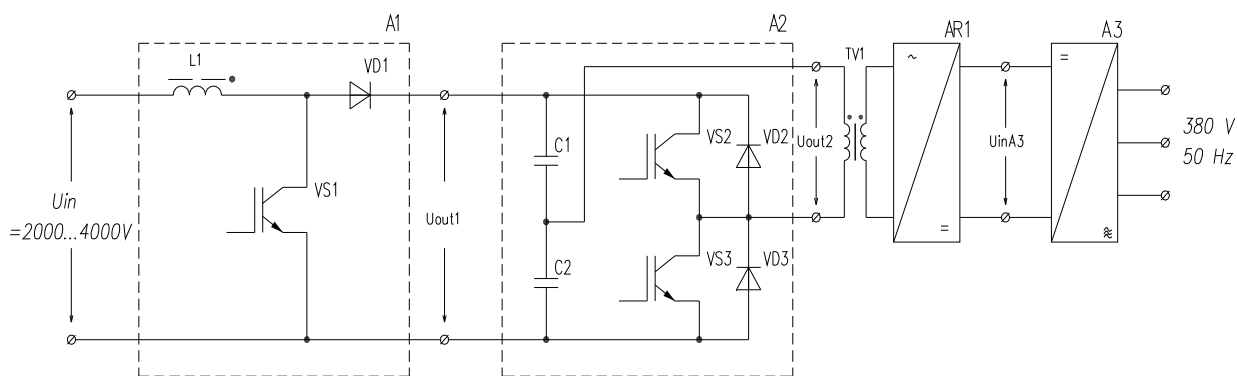 A1
A2
AR1
A3
L1
VD1
TV1
~
=
C1
VS2
VD2
Uout2
UinA3
380 V
50 Hz
Uin
=2000...4000V
VS1
Uout1
C2
VS3
VD3
=
≈